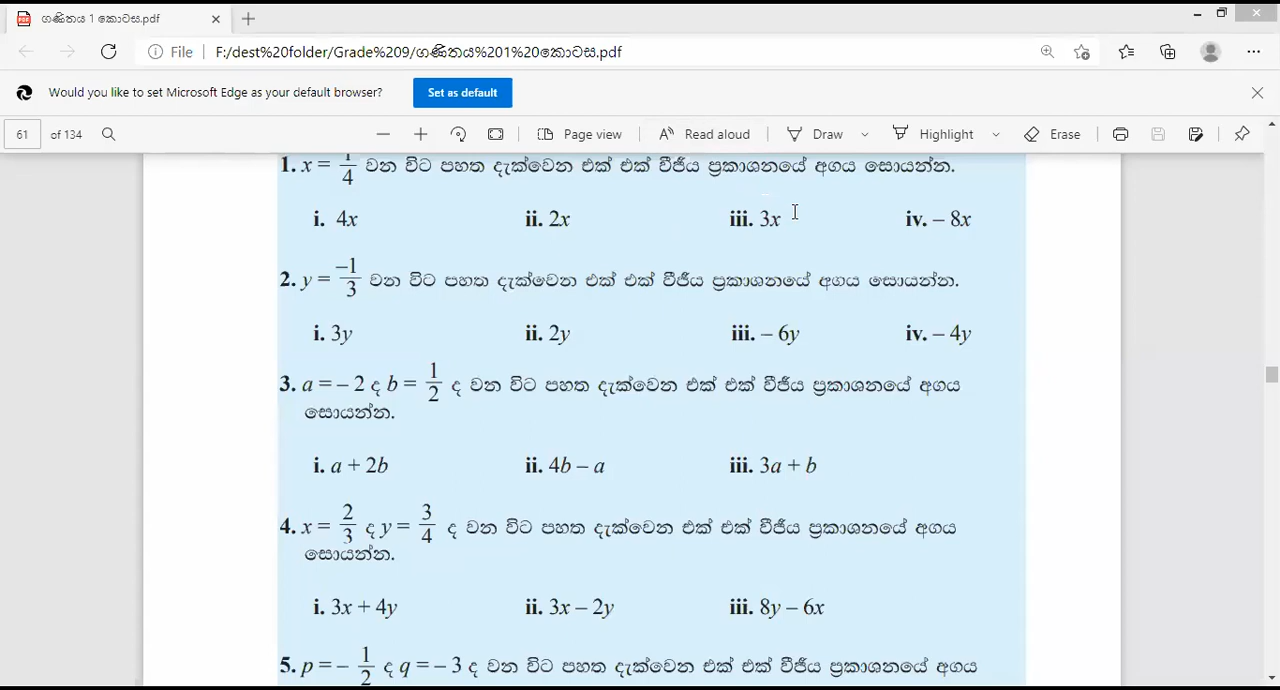 ගණිතය 1 කොටස.pdf
File F:/dest%20folder/Grade%209/ගණිතය%201%20කොටස.pdf
Would you like to set Microsoft Edge as your default browser? Set as default
61 of 134 Page view Read aloud Draw Highlight Erase
1. x = 1/4 වන විට පහත දැක්වෙන එක් එක් වීජීය ප්‍රකාශනයේ අගය සොයන්න.
i. 4x ii. 2x iii. 3x iv. – 8x
2. y = –1/3 වන විට පහත දැක්වෙන එක් එක් වීජීය ප්‍රකාශනයේ අගය සොයන්න.
i. 3y ii. 2y iii. – 6y iv. – 4y
3. a = – 2 ද b = 1/2 ද වන විට පහත දැක්වෙන එක් එක් වීජීය ප්‍රකාශනයේ අගය
සොයන්න.
i. a + 2b ii. 4b – a iii. 3a + b
4. x = 2/3 ද y = 3/4 ද වන විට පහත දැක්වෙන එක් එක් වීජීය ප්‍රකාශනයේ අගය
සොයන්න.
i. 3x + 4y ii. 3x – 2y iii. 8y – 6x
5. p = – 1/2 ද q = – 3 ද වන විට පහත දැක්වෙන එක් එක් වීජීය ප්‍රකාශනයේ අගය